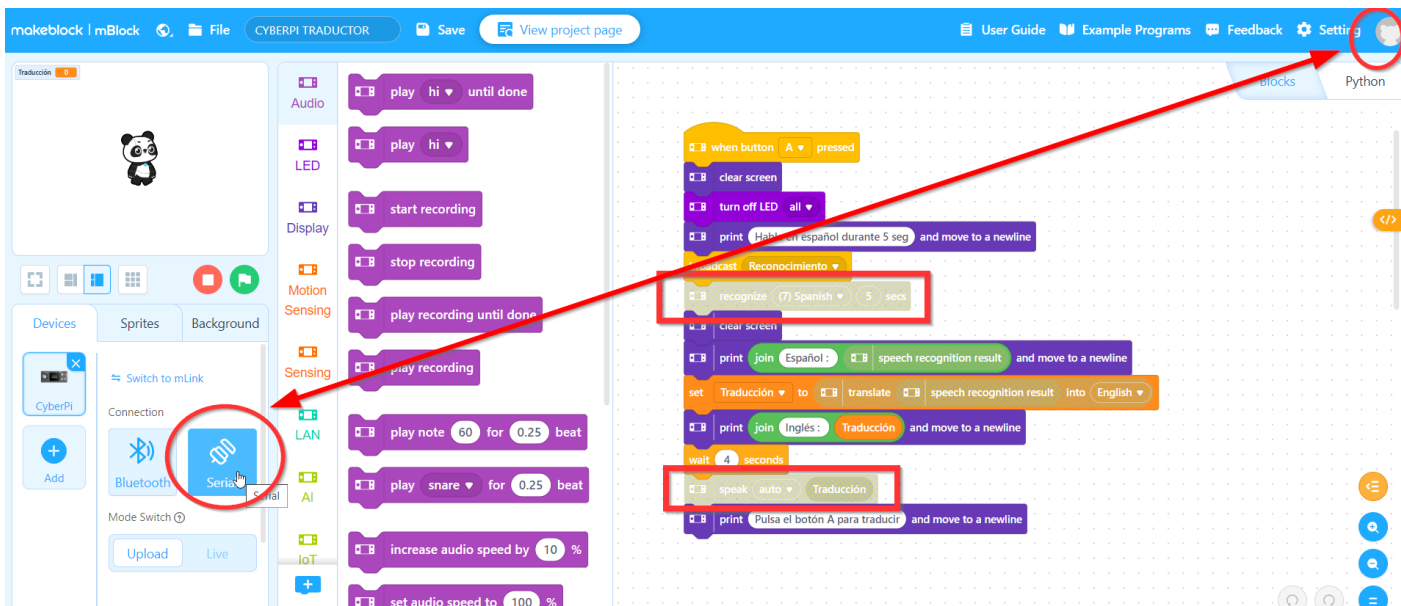 makeblock | mBlock File CYBERPI TRADUCTOR Save View project page User Guide Example Programs Feedback Setting
Traducción 0
Blocks Python
Audio
LED
Display
Motion
Sensing
Sensing
LAN
AI
IoT
play hi ▾ until done
play hi ▾
start recording
stop recording
play recording until done
play recording
play note 60 for 0.25 beat
play snare ▾ for 0.25 beat
increase audio speed by 10 %
set audio speed to 100 %
when button A ▾ pressed
clear screen
turn off LED all ▾
print Habla en español durante 5 seg and move to a newline
broadcast Reconocimiento ▾
recognize (7) Spanish ▾ 5 secs
clear screen
print join Español : speech recognition result and move to a newline
set Traducción ▾ to translate speech recognition result into English ▾
print join Inglés : Traducción and move to a newline
wait 4 seconds
speak auto ▾ Traducción
print Pulsa el botón A para traducir and move to a newline
Devices Sprites Background
CyberPi
Add
Switch to mLink
Connection
Bluetooth
Serial
Serial
Mode Switch ?
Upload Live